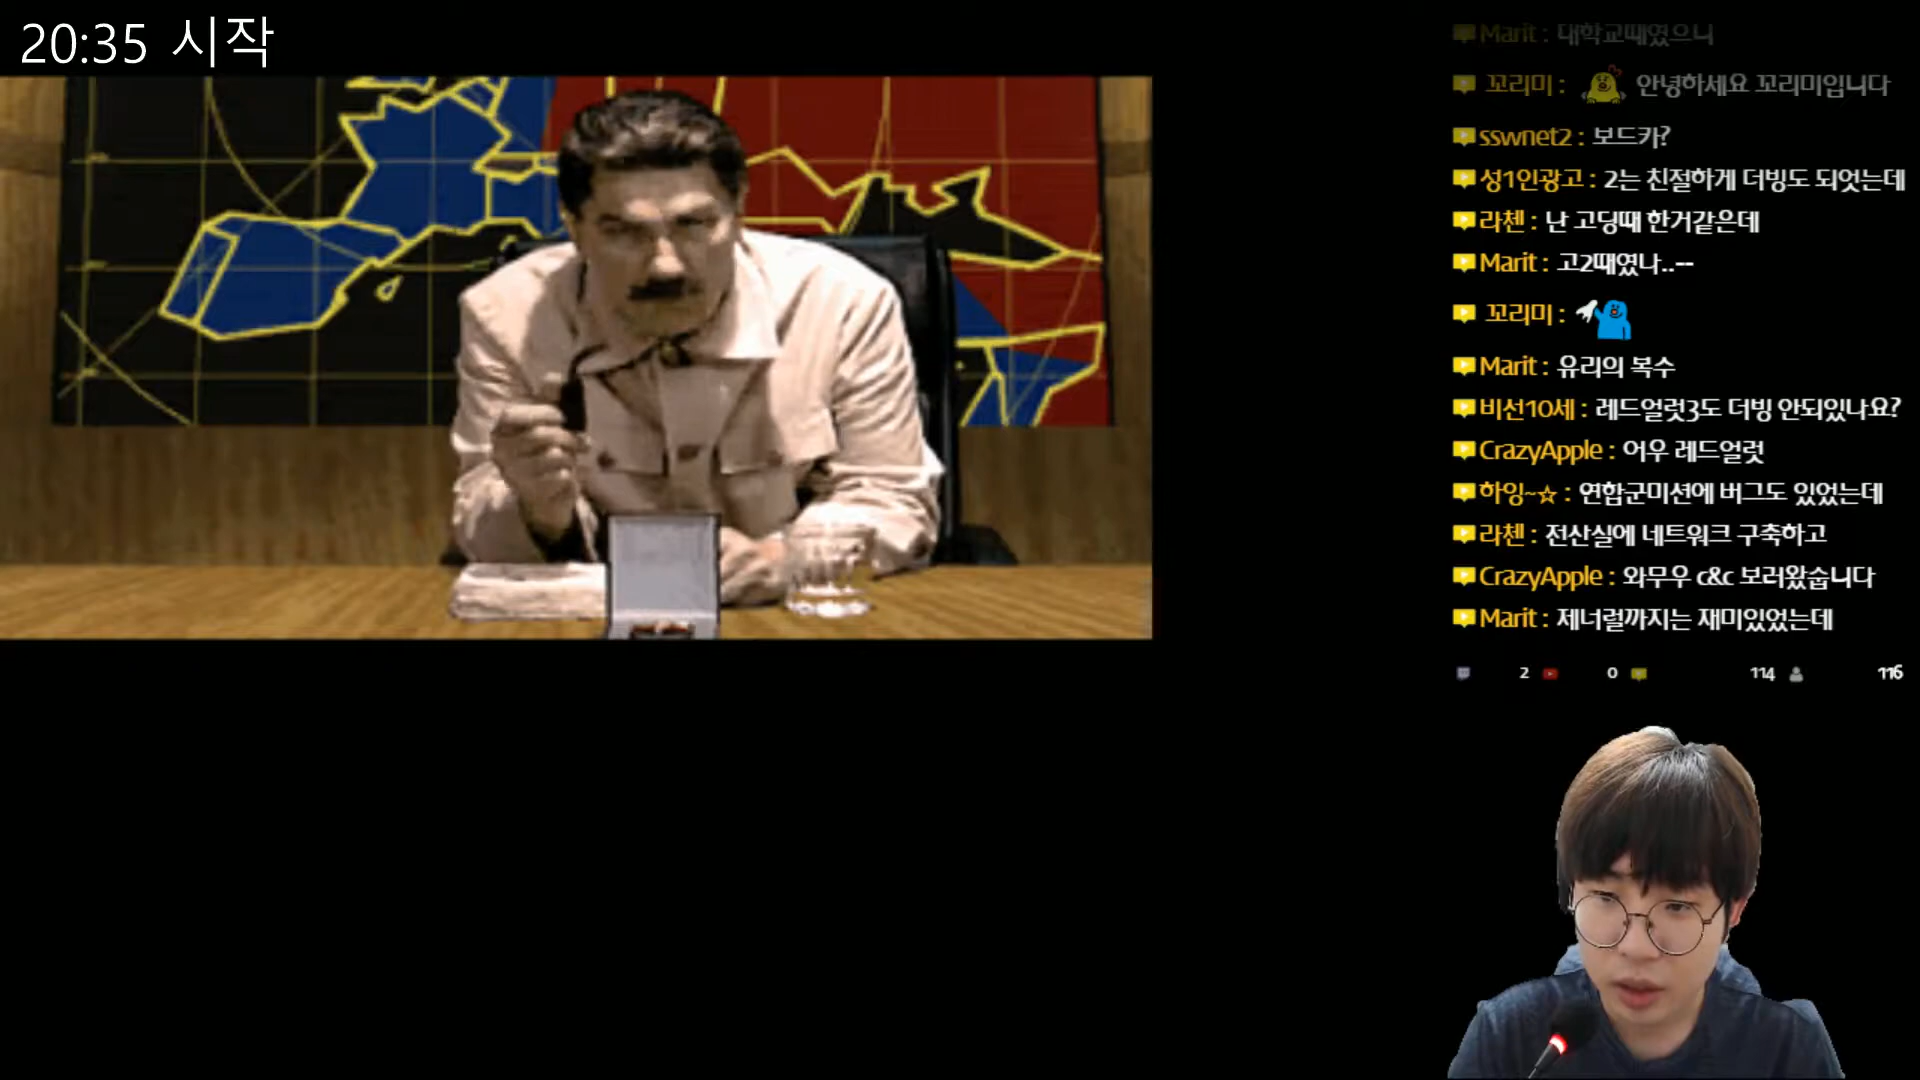 20:35 시작
Marit : 대학교때였으니
꼬리미 : 안녕하세요 꼬리미입니다
sswnet2 : 보드카?
성1인광고 : 2는 친절하게 더빙도 되엇는데
라첸 : 난 고딩때 한거같은데
Marit : 고2때였나..--
꼬리미 :
Marit : 유리의 복수
비선10세 : 레드얼럿3도 더빙 안되있나요?
CrazyApple : 어우 레드얼럿
하잉~☆ : 연합군미션에 버그도 있었는데
라첸 : 전산실에 네트워크 구축하고
CrazyApple : 와무우 c&c 보러왔습니다
Marit : 제너럴까지는 재미있었는데
2 0 114 116